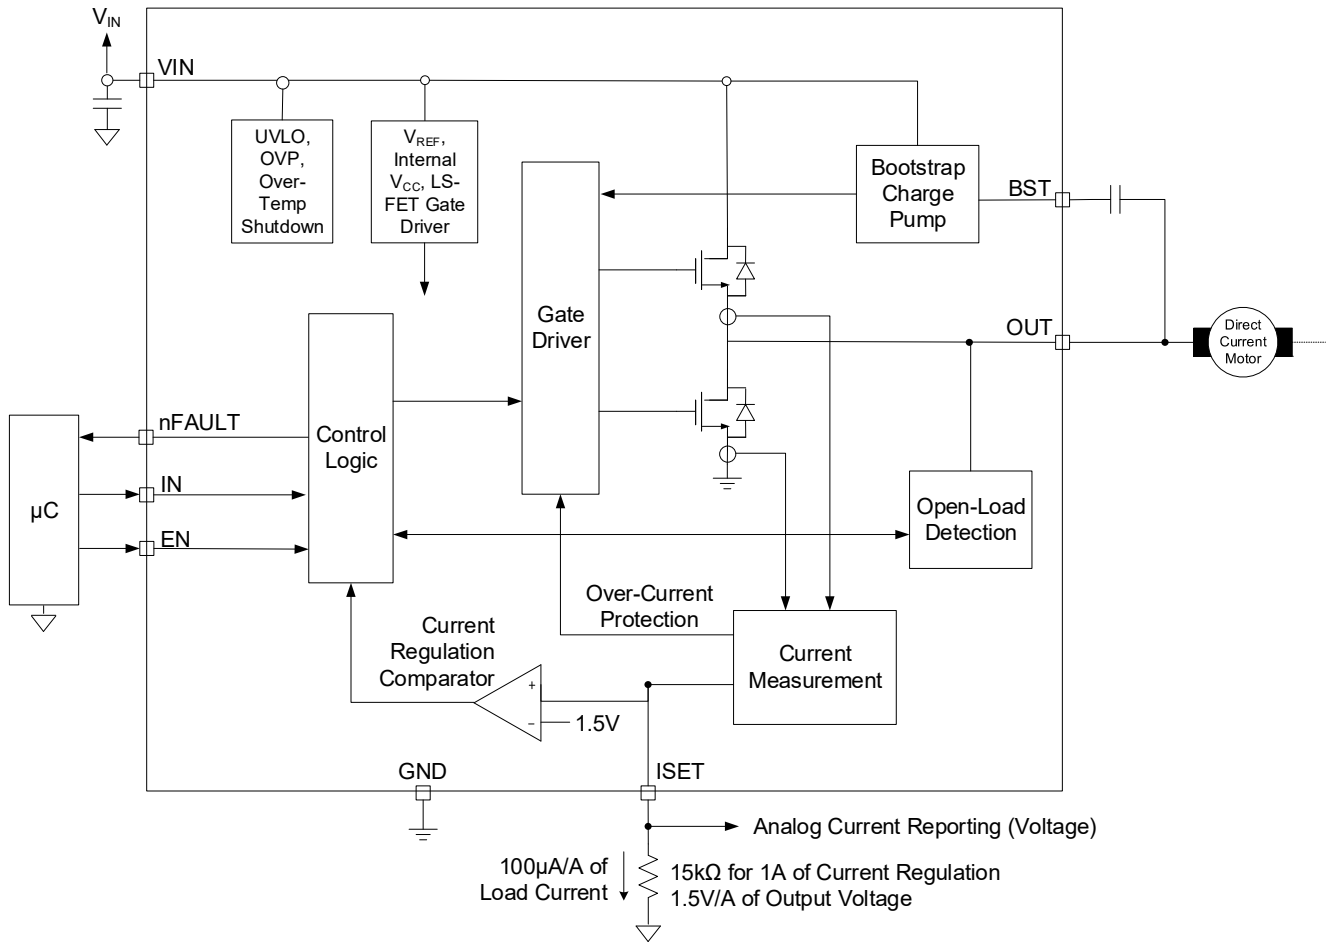 VIN
VIN
UVLO,
OVP,
Over-
Temp
Shutdown
VREF,
Internal
VCC, LS-
FET Gate
Driver
Bootstrap
Charge
Pump
BST
Gate
Driver
OUT
Direct
Current
Motor
nFAULT
IN
EN
µC
Control
Logic
Open-Load
Detection
Over-Current
Protection
Current
Regulation
Comparator
+
−
1.5V
Current
Measurement
GND
ISET
Analog Current Reporting (Voltage)
100µA/A of
Load Current
15kΩ for 1A of Current Regulation
1.5V/A of Output Voltage